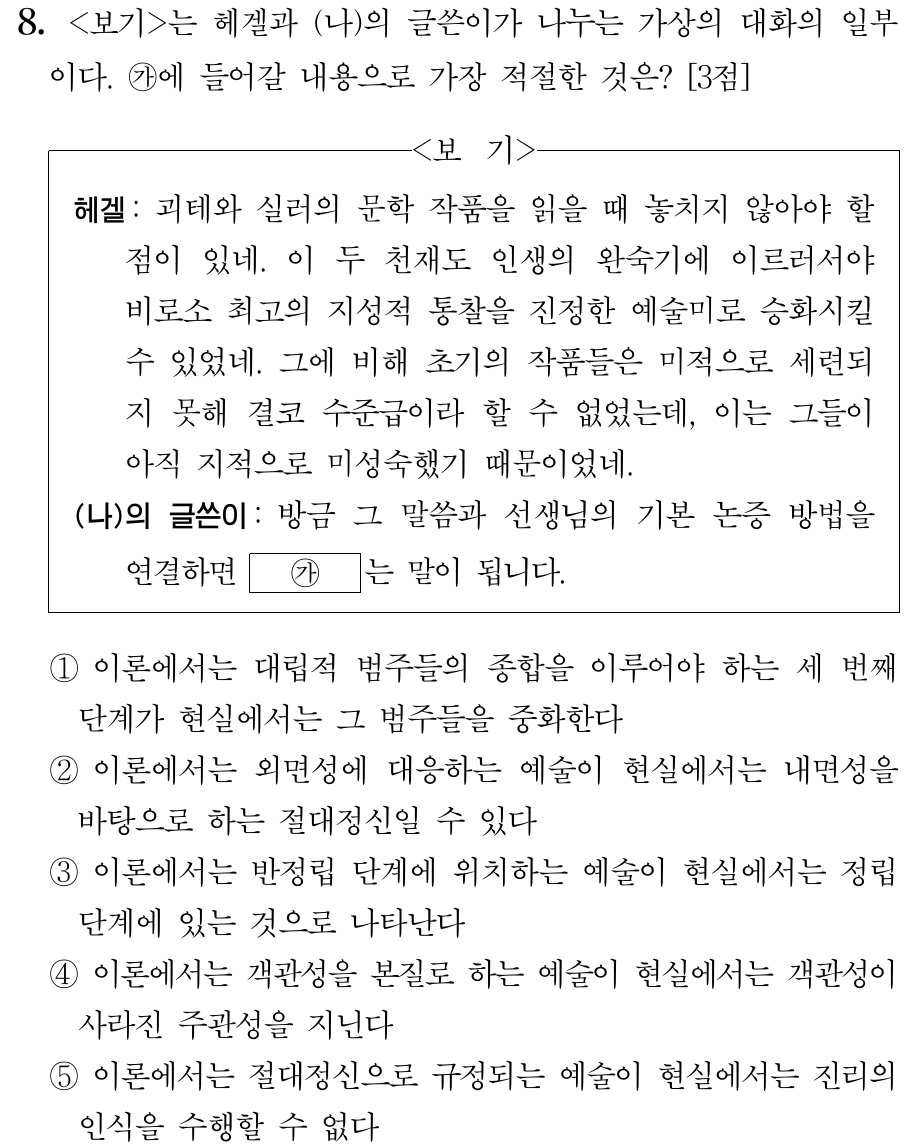 8. <보기>는 헤겔과 (나)의 글쓴이가 나누는 가상의 대화의 일부
이다. ㉮에 들어갈 내용으로 가장 적절한 것은? [3점]
<보 기>
헤겔: 괴테와 실러의 문학 작품을 읽을 때 놓치지 않아야 할
점이 있네. 이 두 천재도 인생의 완숙기에 이르러서야
비로소 최고의 지성적 통찰을 진정한 예술미로 승화시킬
수 있었네. 그에 비해 초기의 작품들은 미적으로 세련되
지 못해 결코 수준급이라 할 수 없었는데, 이는 그들이
아직 지적으로 미성숙했기 때문이었네.
(나)의 글쓴이: 방금 그 말씀과 선생님의 기본 논증 방법을
연결하면 ㉮ 는 말이 됩니다.
① 이론에서는 대립적 범주들의 종합을 이루어야 하는 세 번째
단계가 현실에서는 그 범주들을 중화한다
② 이론에서는 외면성에 대응하는 예술이 현실에서는 내면성을
바탕으로 하는 절대정신일 수 있다
③ 이론에서는 반정립 단계에 위치하는 예술이 현실에서는 정립
단계에 있는 것으로 나타난다
④ 이론에서는 객관성을 본질로 하는 예술이 현실에서는 객관성이
사라진 주관성을 지닌다
⑤ 이론에서는 절대정신으로 규정되는 예술이 현실에서는 진리의
인식을 수행할 수 없다